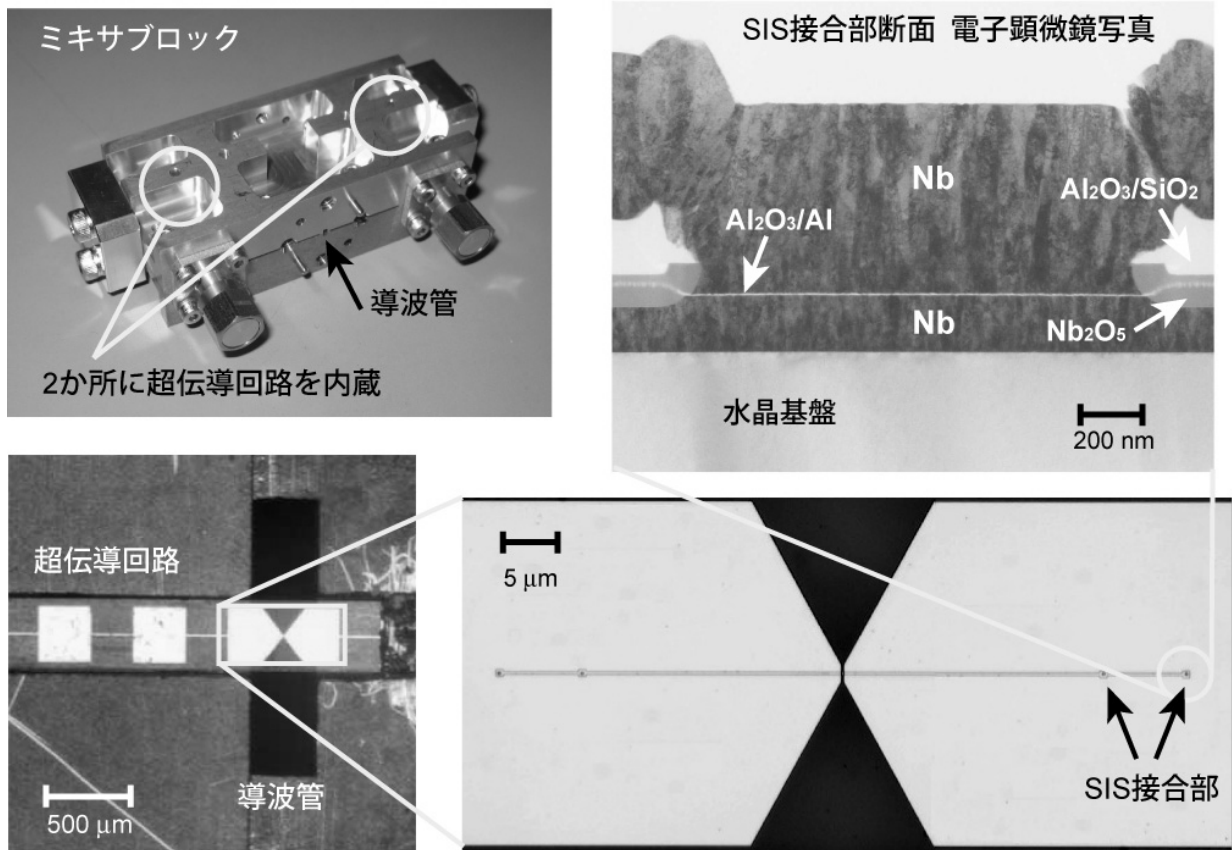 ミキサブロック
導波管
2か所に超伝導回路を内蔵
SIS接合部断面 電子顕微鏡写真
Nb
Al2O3/SiO2
Al2O3/Al
Nb
Nb2O5
水晶基盤
200 nm
超伝導回路
導波管
500 μm
5 μm
SIS接合部